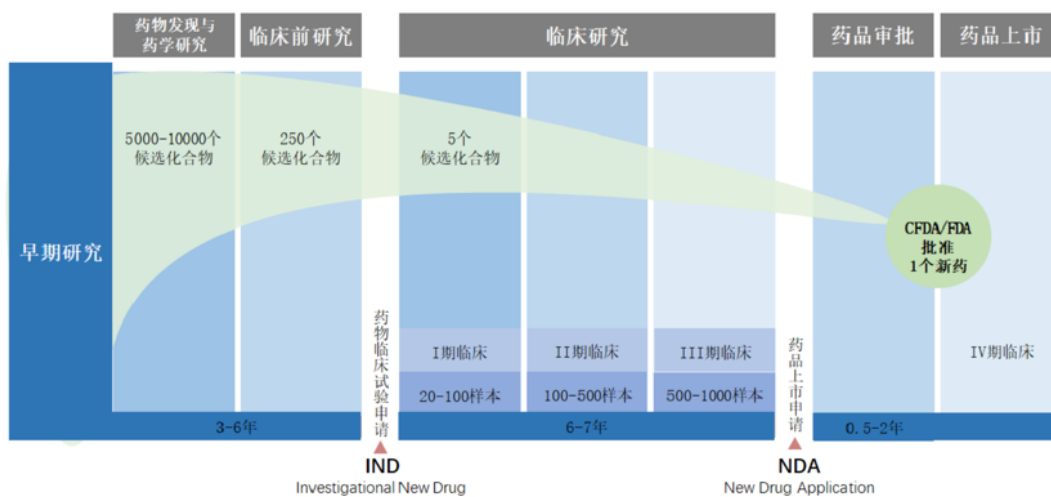 药物发现与
药学研究
临床前研究
临床研究
药品审批
药品上市
5000-10000个
候选化合物
250个
候选化合物
5个
候选化合物
早期研究
CFDA/FDA
批准
1个新药
药物临床试验申请
药品上市申请
I期临床
II期临床
III期临床
IV期临床
20-100样本
100-500样本
500-1000样本
3-6年
6-7年
0.5-2年
IND
Investigational New Drug
NDA
New Drug Application